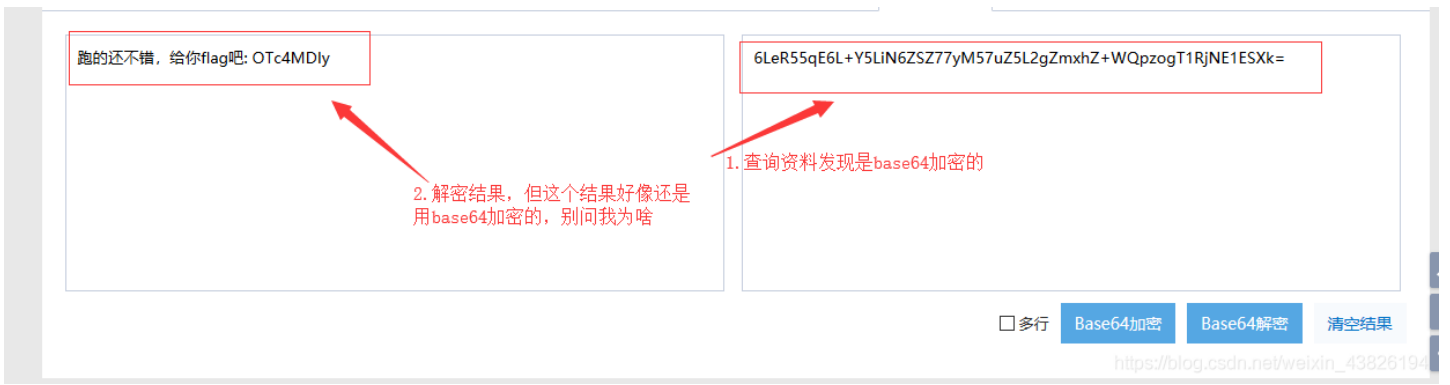 跑的还不错，给你flag吧: OTc4MDIy
6LeR55qE6L+Y5LiN6ZSZ77yM57uZ5L2gZmxhZ+WQpzogT1RjNE1ESXk=
1.查询资料发现是base64加密的
2.解密结果，但这个结果好像还是
用base64加密的，别问我为啥
多行
Base64加密
Base64解密
清空结果
https://blog.csdn.net/weixin_43826194